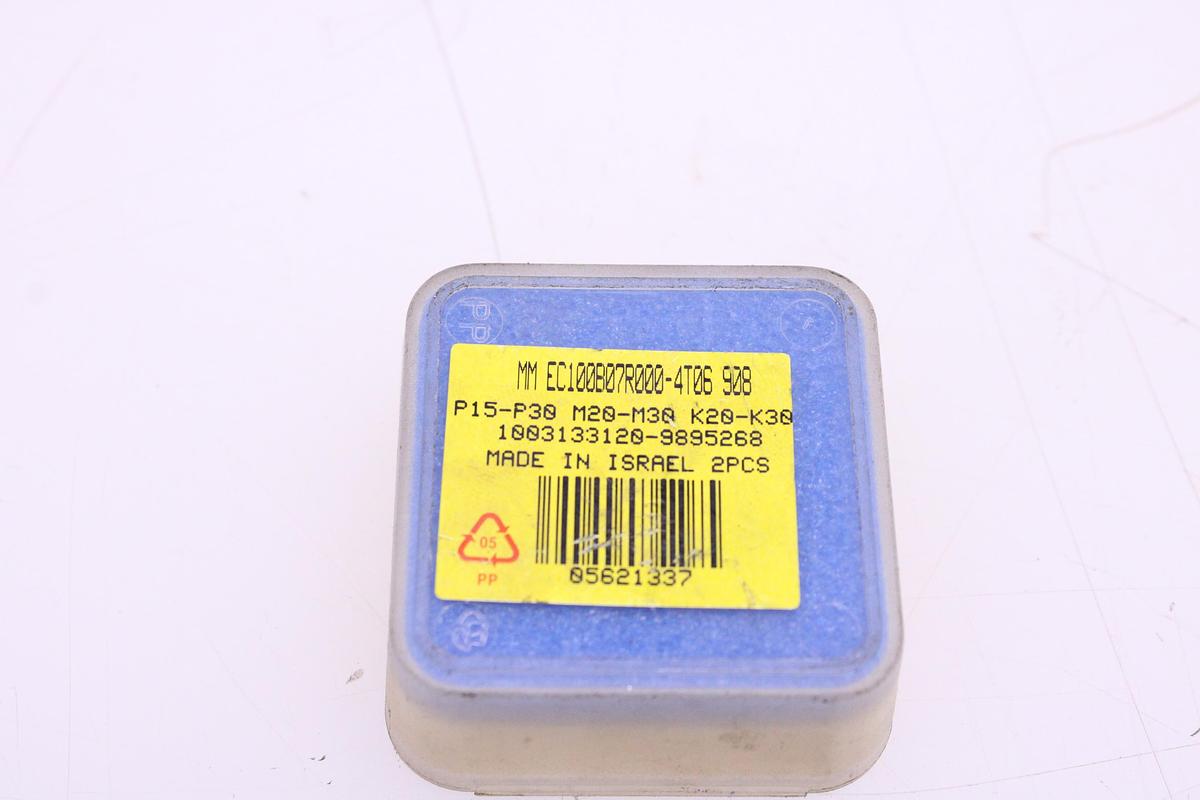 PP
MM EC100B07R000-4T06 908
P15-P30 M20-M30 K20-K30
1003133120-9895268
MADE IN ISRAEL 2PCS
05
PP
05621337